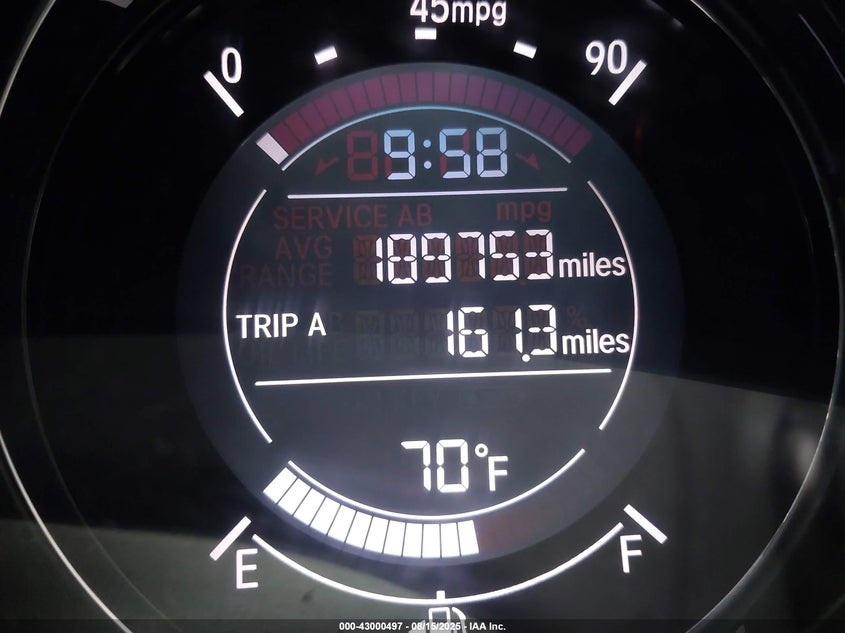 45mpg
0 90
9:58
SERVICE AB mpg
AVG
189753 miles
RANGE
TRIP A 161.3 miles
70°F
E F
000-43000497 - 08/15/2025 - IAA Inc.